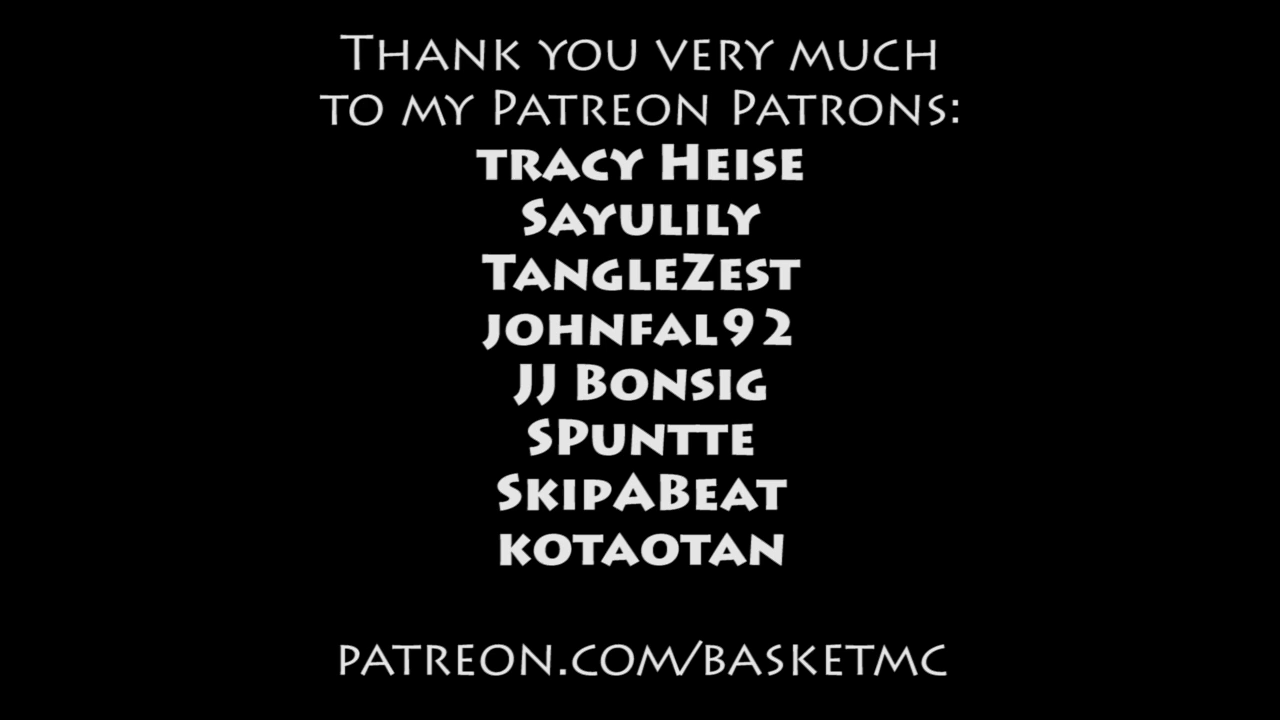 Thank you very much
to my Patreon Patrons:
tracy Heise
Sayulily
TangleZest
johnfal92
JJ Bonsig
SPuntte
SkipABeat
kotaotan
patreon.com/basketmc